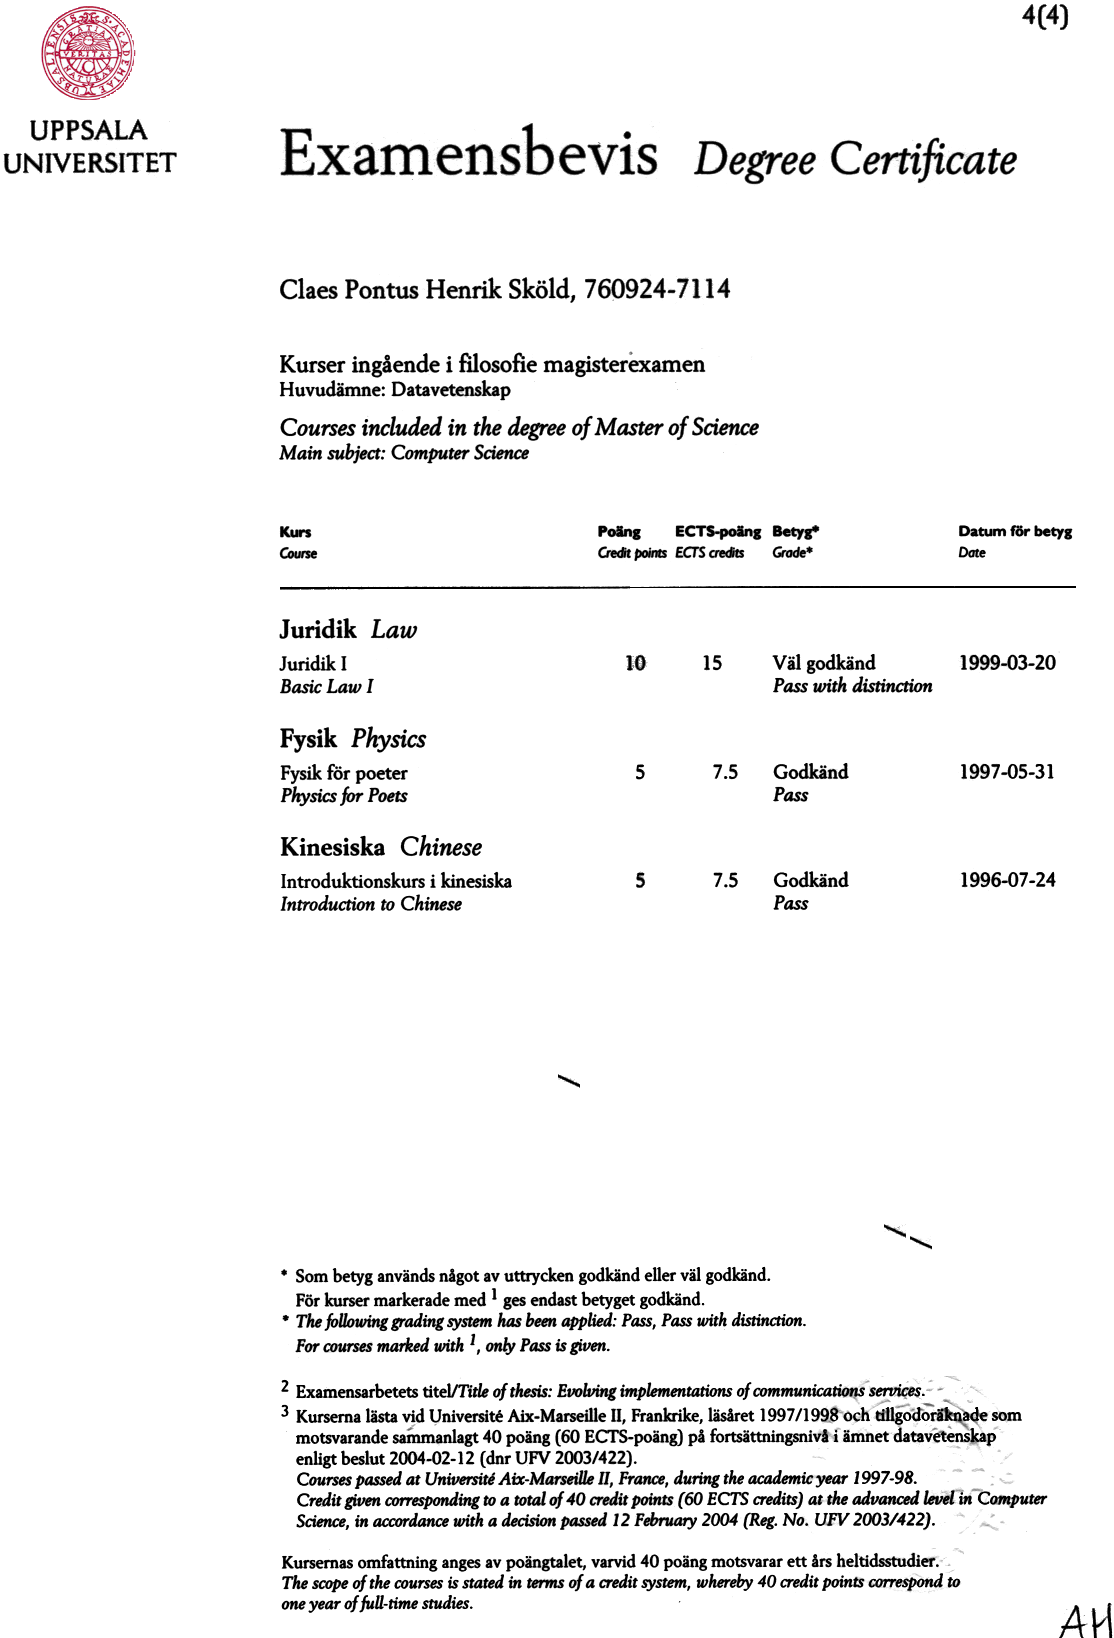 4(4)
UPPSALA
UNIVERSITET
Examensbevis Degree Certificate
Claes Pontus Henrik Sköld, 760924-7114
Kurser ingående i filosofie magisterexamen
Huvudämne: Datavetenskap
Courses included in the degree of Master of Science
Main subject: Computer Science
Kurs Poäng ECTS-poäng Betyg* Datum för betyg
Course Credit points ECTS credits Grade* Date
Juridik Law
Juridik I 10 15 Väl godkänd 1999-03-20
Basic Law I Pass with distinction
Fysik Physics
Fysik för poeter 5 7.5 Godkänd 1997-05-31
Physics for Poets Pass
Kinesiska Chinese
Introduktionskurs i kinesiska 5 7.5 Godkänd 1996-07-24
Introduction to Chinese Pass
* Som betyg används något av uttrycken godkänd eller väl godkänd.
För kurser markerade med 1 ges endast betyget godkänd.
* The following grading system has been applied: Pass, Pass with distinction.
For courses marked with 1, only Pass is given.
2 Examensarbetets titel/Title of thesis: Evolving implementations of communications services.
3 Kurserna lästa vid Université Aix-Marseille II, Frankrike, läsåret 1997/1998 och tillgodoräknade som
motsvarande sammanlagt 40 poäng (60 ECTS-poäng) på fortsättningsnivå i ämnet datavetenskap
enligt beslut 2004-02-12 (dnr UFV 2003/422).
Courses passed at Université Aix-Marseille II, France, during the academic year 1997-98.
Credit given corresponding to a total of 40 credit points (60 ECTS credits) at the advanced level in Computer
Science, in accordance with a decision passed 12 February 2004 (Reg. No. UFV 2003/422).
Kursernas omfattning anges av poängtalet, varvid 40 poäng motsvarar ett års heltidsstudier.
The scope of the courses is stated in terms of a credit system, whereby 40 credit points correspond to
one year of full-time studies.
AH